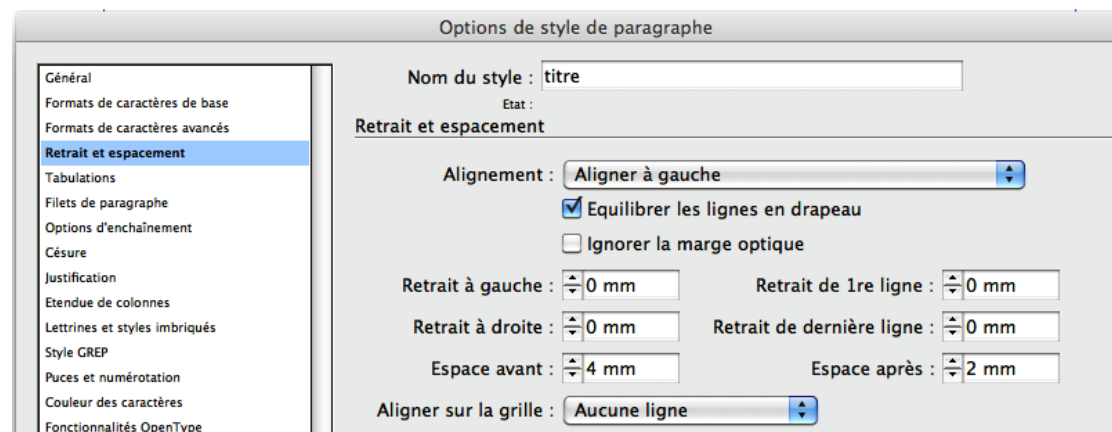 Options de style de paragraphe
Général
Formats de caractères de base
Formats de caractères avancés
Retrait et espacement
Tabulations
Filets de paragraphe
Options d'enchaînement
Césure
Justification
Etendue de colonnes
Lettrines et styles imbriqués
Style GREP
Puces et numérotation
Couleur des caractères
Fonctionnalités OpenType
Nom du style : titre
Etat :
Retrait et espacement
Alignement : Aligner à gauche
Equilibrer les lignes en drapeau
Ignorer la marge optique
Retrait à gauche : 0 mm Retrait de 1re ligne : 0 mm
Retrait à droite : 0 mm Retrait de dernière ligne : 0 mm
Espace avant : 4 mm Espace après : 2 mm
Aligner sur la grille : Aucune ligne